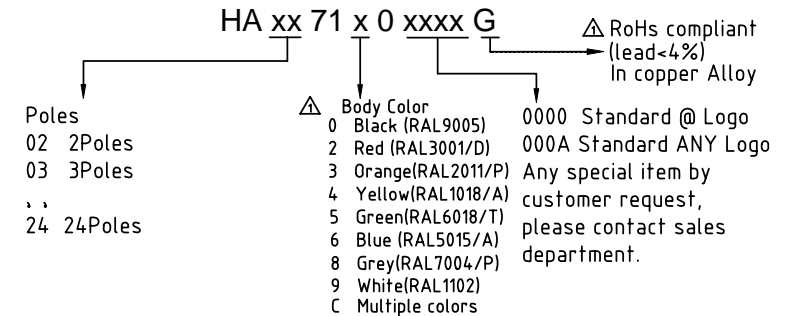 HA xx 71 x 0 xxxx G
1 RoHs compliant
(lead<4%)
In copper Alloy
Poles
02 2Poles
03 3Poles
، ،
24 24Poles
1 Body Color
0 Black (RAL9005)
2 Red (RAL3001/D)
3 Orange(RAL2011/P)
4 Yellow(RAL1018/A)
5 Green(RAL6018/T)
6 Blue (RAL5015/A)
8 Grey(RAL7004/P)
9 White(RAL1102)
C Multiple colors
0000 Standard @ Logo
000A Standard ANY Logo
Any special item by
customer request,
please contact sales
department.